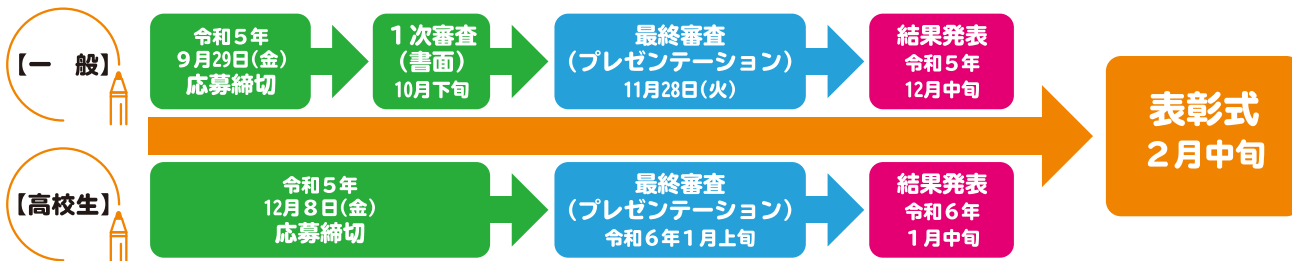 【一 般】
令和５年
９月29日(金)
応募締切
１次審査
(書面)
10月下旬
最終審査
(プレゼンテーション)
11月28日(火)
結果発表
令和５年
12月中旬
表彰式
２月中旬
【高校生】
令和５年
12月８日(金)
応募締切
最終審査
(プレゼンテーション)
令和６年１月上旬
結果発表
令和６年
１月中旬